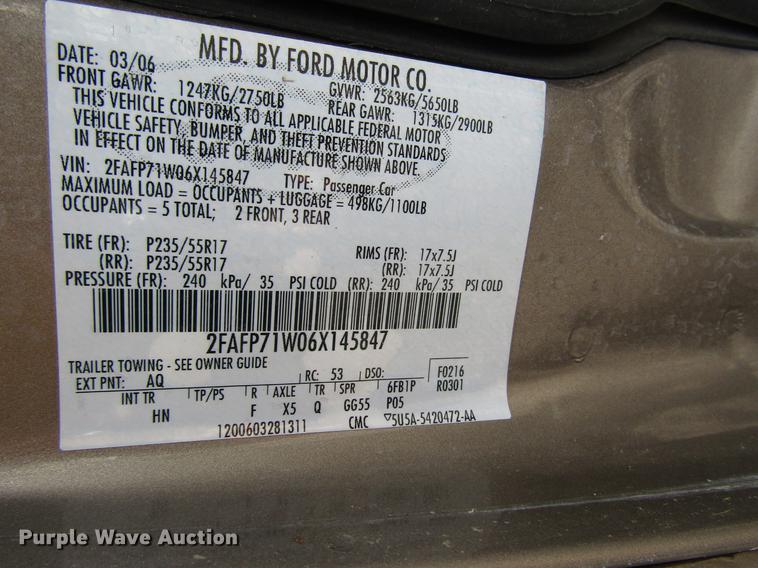 MFD. BY FORD MOTOR CO.
DATE: 03/06 GVWR: 2563KG/5650LB
FRONT GAWR: 1247KG/2750LB REAR GAWR: 1315KG/2900LB
THIS VEHICLE CONFORMS TO ALL APPLICABLE FEDERAL MOTOR
VEHICLE SAFETY, BUMPER, AND THEFT PREVENTION STANDARDS
IN EFFECT ON THE DATE OF MANUFACTURE SHOWN ABOVE.
VIN: 2FAFP71W06X145847 TYPE: Passenger Car
MAXIMUM LOAD = OCCUPANTS + LUGGAGE = 498KG/1100LB
OCCUPANTS = 5 TOTAL; 2 FRONT, 3 REAR
TIRE (FR): P235/55R17 RIMS (FR): 17x7.5J
(RR): P235/55R17 (RR): 17x7.5J
PRESSURE (FR): 240 kPa/ 35 PSI COLD (RR): 240 kPa/ 35 PSI COLD
2FAFP71W06X145847
TRAILER TOWING - SEE OWNER GUIDE F0216
EXT PNT: AQ RC: 53 DSO: R0301
INT TR TP/PS R AXLE TR SPR 6FB1P
HN F X5 Q GG55 P05
1200603281311 CMC 5U5A-5420472-AA
Purple Wave Auction